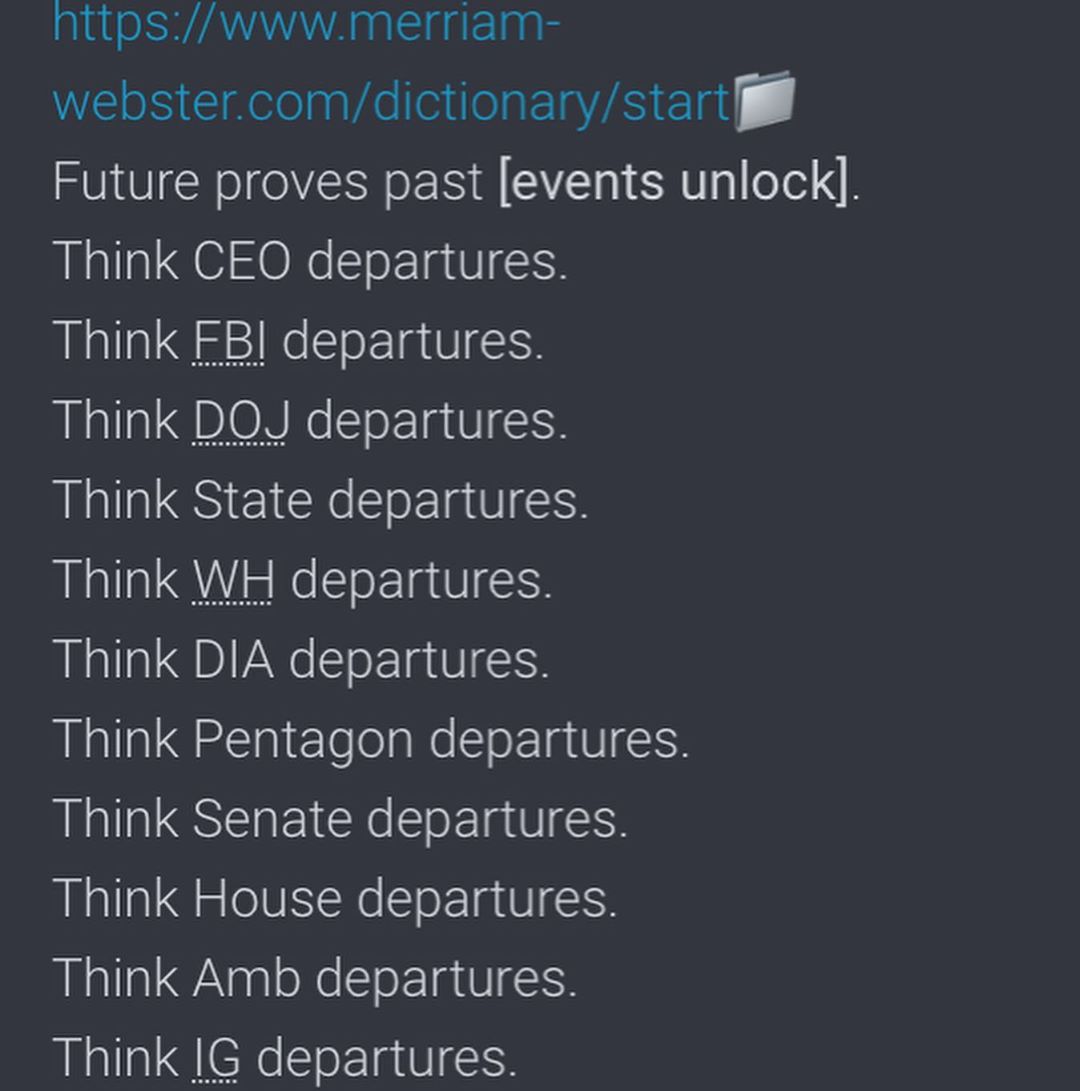 https://www.merriam-
webster.com/dictionary/start
Future proves past [events unlock].
Think CEO departures.
Think FBI departures.
Think DOJ departures.
Think State departures.
Think WH departures.
Think DIA departures.
Think Pentagon departures.
Think Senate departures.
Think House departures.
Think Amb departures.
Think IG departures.